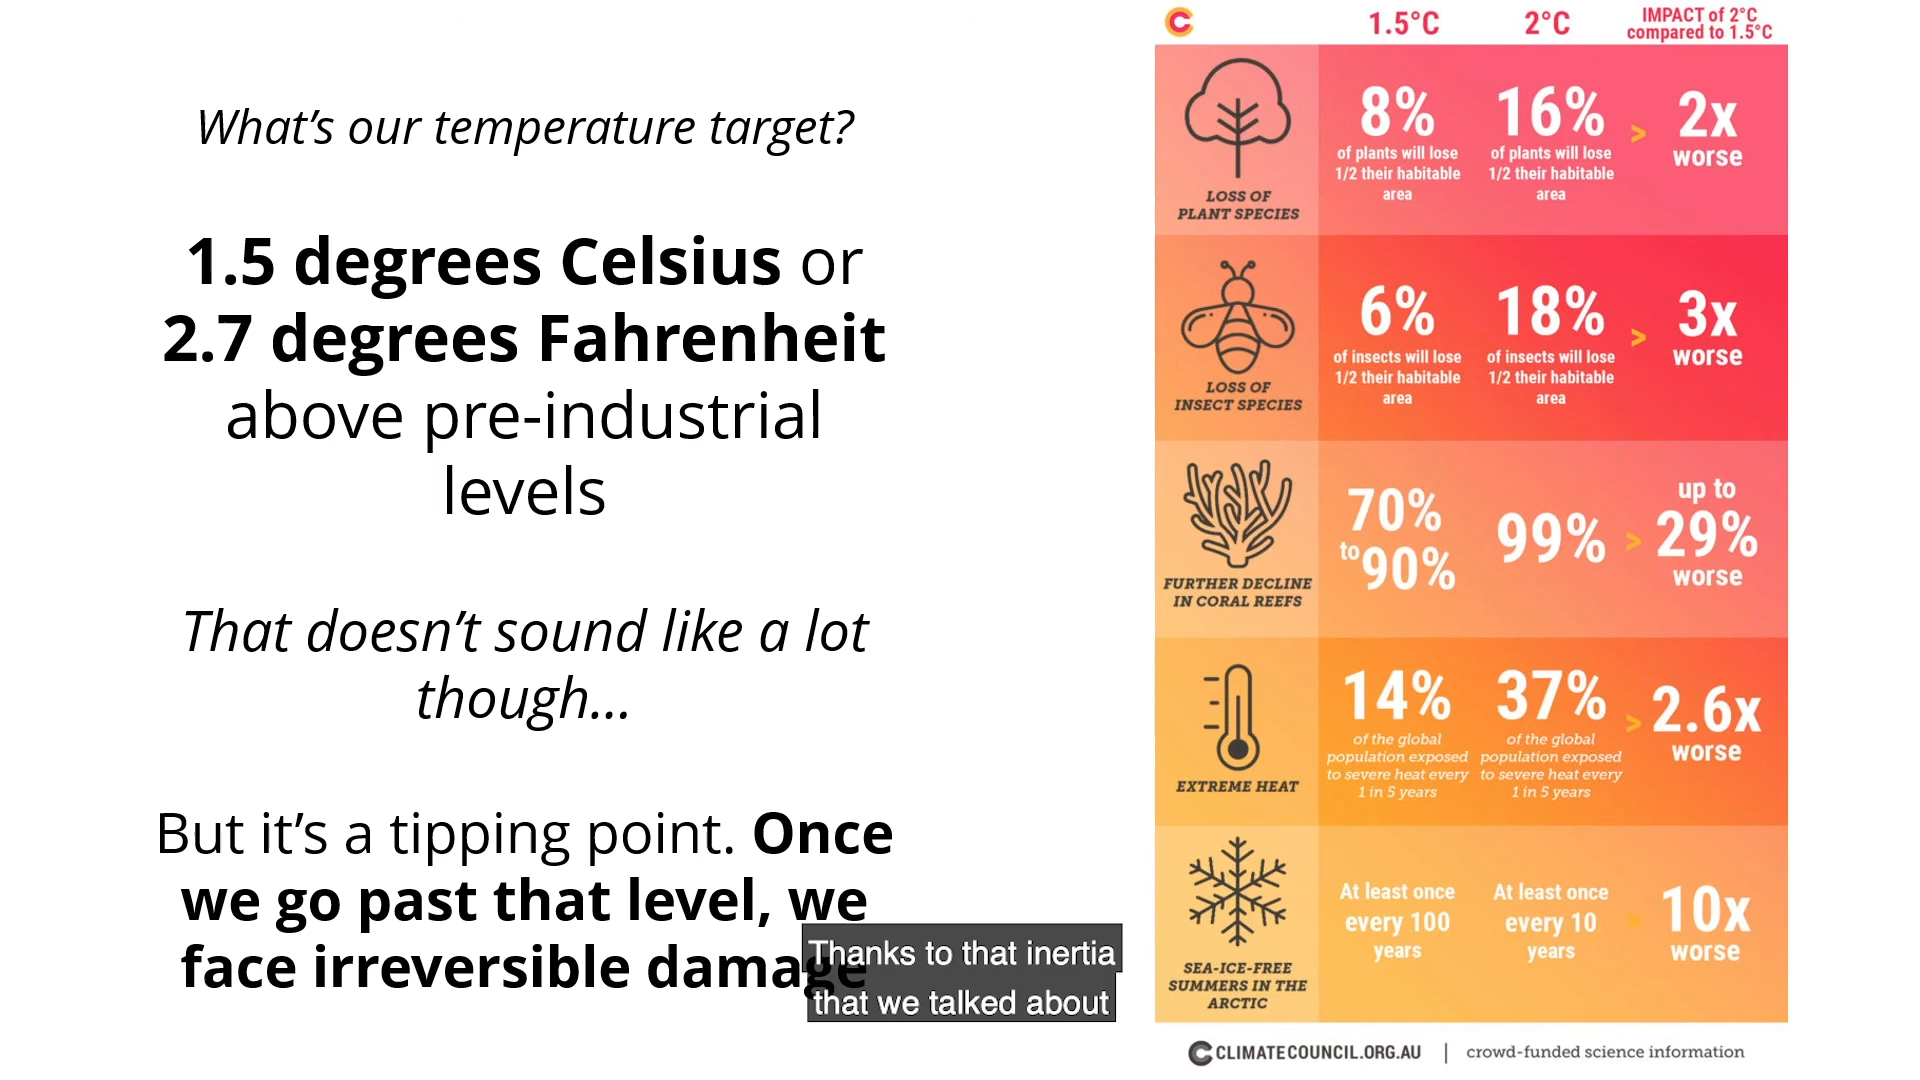 What’s our temperature target?
1.5 degrees Celsius or
2.7 degrees Fahrenheit
above pre-industrial
levels
That doesn’t sound like a lot
though...
But it’s a tipping point. Once
we go past that level, we
face irreversible damage
Thanks to that inertia
that we talked about
1.5°C
2°C
IMPACT of 2°C
compared to 1.5°C
LOSS OF
PLANT SPECIES
8%
of plants will lose
1/2 their habitable
area
16%
of plants will lose
1/2 their habitable
area
>
2x
worse
LOSS OF
INSECT SPECIES
6%
of insects will lose
1/2 their habitable
area
18%
of insects will lose
1/2 their habitable
area
>
3x
worse
FURTHER DECLINE
IN CORAL REEFS
70%
to 90%
99%
>
up to
29%
worse
EXTREME HEAT
14%
of the global
population exposed
to severe heat every
1 in 5 years
37%
of the global
population exposed
to severe heat every
1 in 5 years
>
2.6x
worse
SEA-ICE-FREE
SUMMERS IN THE
ARCTIC
At least once
every 100
years
At least once
every 10
years
>
10x
worse
CLIMATECOUNCIL.ORG.AU | crowd-funded science information